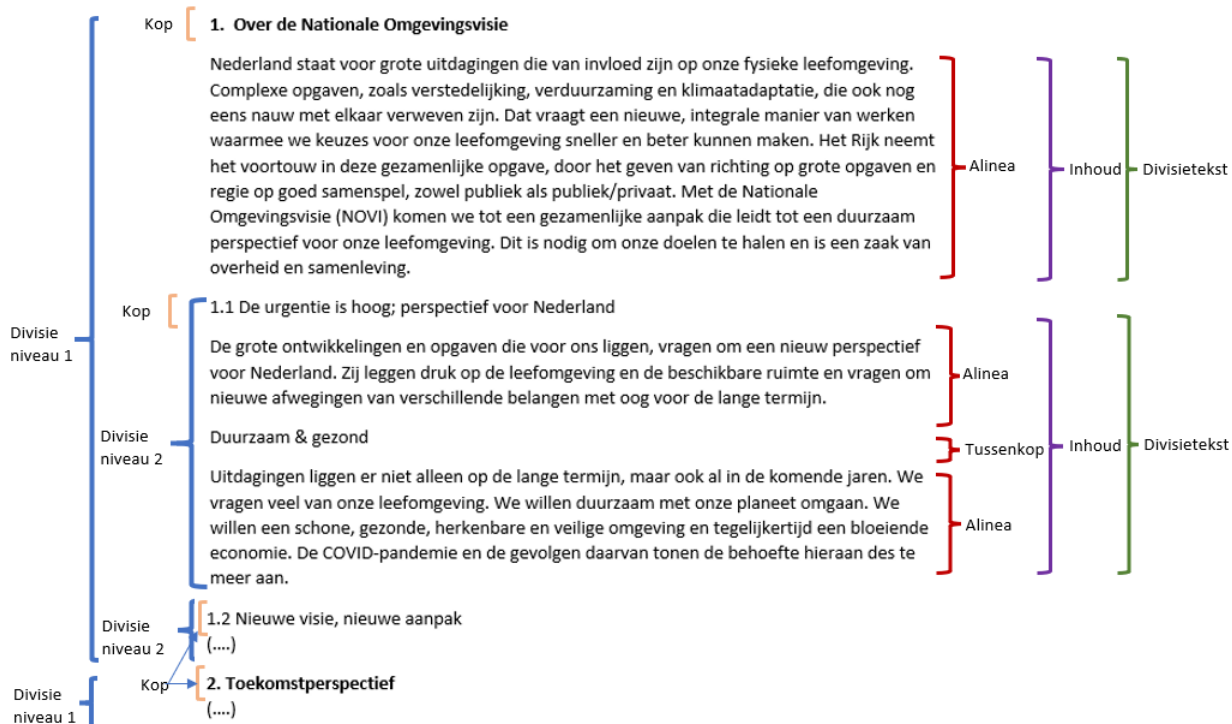 Kop
1. Over de Nationale Omgevingsvisie
Nederland staat voor grote uitdagingen die van invloed zijn op onze fysieke leefomgeving.
Complexe opgaven, zoals verstedelijking, verduurzaming en klimaatadaptatie, die ook nog
eens nauw met elkaar verweven zijn. Dat vraagt een nieuwe, integrale manier van werken
waarmee we keuzes voor onze leefomgeving sneller en beter kunnen maken. Het Rijk neemt
het voortouw in deze gezamenlijke opgave, door het geven van richting op grote opgaven en
regie op goed samenspel, zowel publiek als publiek/privaat. Met de Nationale
Omgevingsvisie (NOVI) komen we tot een gezamenlijke aanpak die leidt tot een duurzaam
perspectief voor onze leefomgeving. Dit is nodig om onze doelen te halen en is een zaak van
overheid en samenleving.
Alinea
Inhoud
Divisietekst
Divisie
niveau 1
Kop
1.1 De urgentie is hoog; perspectief voor Nederland
De grote ontwikkelingen en opgaven die voor ons liggen, vragen om een nieuw perspectief
voor Nederland. Zij leggen druk op de leefomgeving en de beschikbare ruimte en vragen om
nieuwe afwegingen van verschillende belangen met oog voor de lange termijn.
Alinea
Divisie
niveau 2
Duurzaam & gezond
Tussenkop
Inhoud
Divisietekst
Uitdagingen liggen er niet alleen op de lange termijn, maar ook al in de komende jaren. We
vragen veel van onze leefomgeving. We willen duurzaam met onze planeet omgaan. We
willen een schone, gezonde, herkenbare en veilige omgeving en tegelijkertijd een bloeiende
economie. De COVID-pandemie en de gevolgen daarvan tonen de behoefte hieraan des te
meer aan.
Alinea
Divisie
niveau 2
1.2 Nieuwe visie, nieuwe aanpak
(....)
Kop
2. Toekomstperspectief
(....)
Divisie
niveau 1